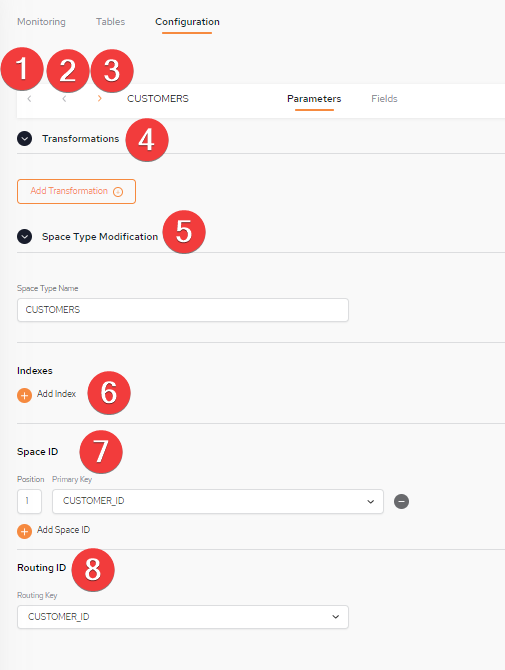 Monitoring Tables Configuration
1 2 3
CUSTOMERS Parameters Fields
Transformations 4
Add Transformation
Space Type Modification 5
Space Type Name
CUSTOMERS
Indexes
Add Index 6
Space ID 7
Position Primary Key
1 CUSTOMER_ID
Add Space ID
Routing ID 8
Routing Key
CUSTOMER_ID